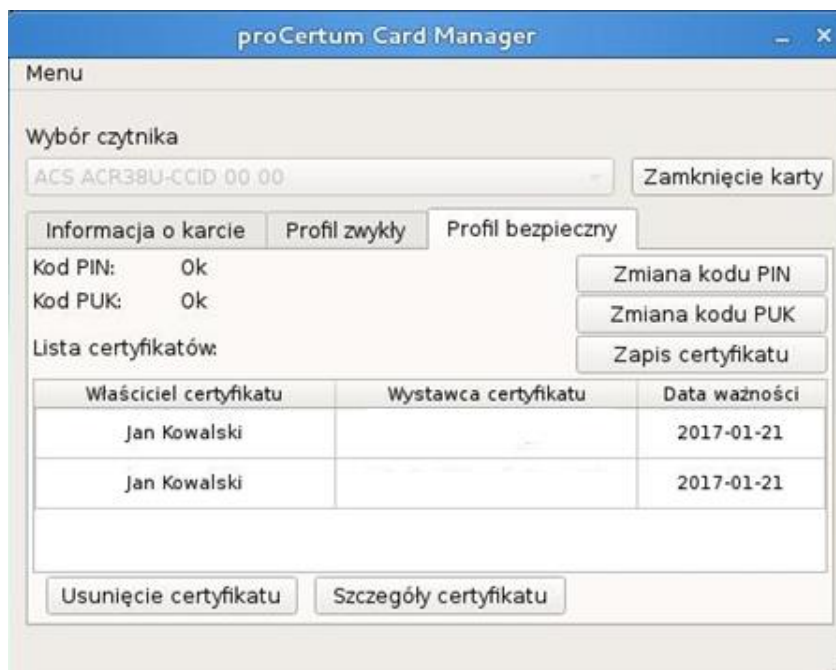 proCertum Card Manager
Menu
Wybór czytnika
ACS ACR38U-CCID 00 00
Zamknięcie karty
Informacja o karcie Profil zwykły Profil bezpieczny
Kod PIN: Ok
Zmiana kodu PIN
Kod PUK: Ok
Zmiana kodu PUK
Lista certyfikatów:
Zapis certyfikatu
Właściciel certyfikatu Wystawca certyfikatu Data ważności
Jan Kowalski 2017-01-21
Jan Kowalski 2017-01-21
Usunięcie certyfikatu Szczegóły certyfikatu